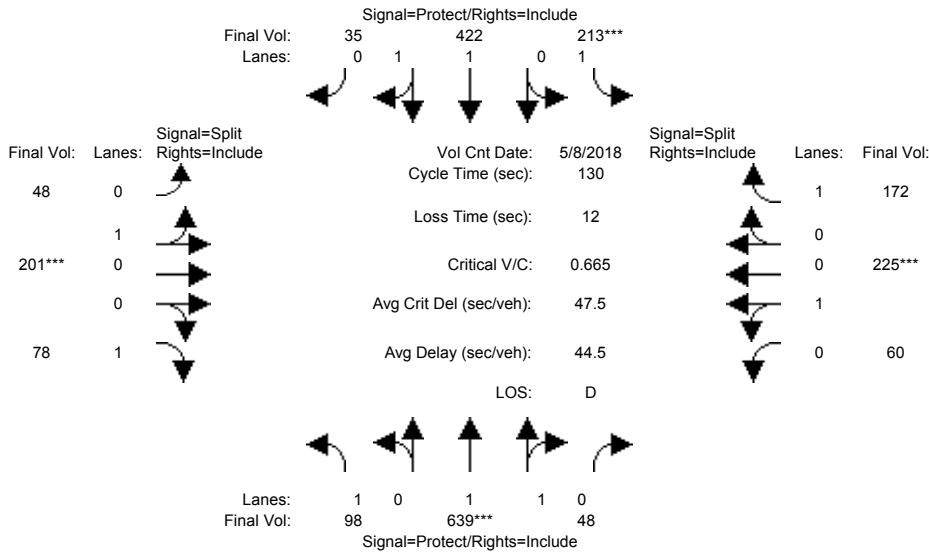 Signal=Protect/Rights=Include
Final Vol: 35 422 213***
Lanes: 0 1 1 0 1
Signal=Split Signal=Split
Final Vol: Lanes: Rights=Include Vol Cnt Date: 5/8/2018 Rights=Include Lanes: Final Vol:
Cycle Time (sec): 130
48 0 1 172
Loss Time (sec): 12
1 0
201*** 0 Critical V/C: 0.665 0 225***
0 Avg Crit Del (sec/veh): 47.5 1
78 1 Avg Delay (sec/veh): 44.5 0 60
LOS: D
Lanes: 1 0 1 1 0
Final Vol: 98 639*** 48
Signal=Protect/Rights=Include